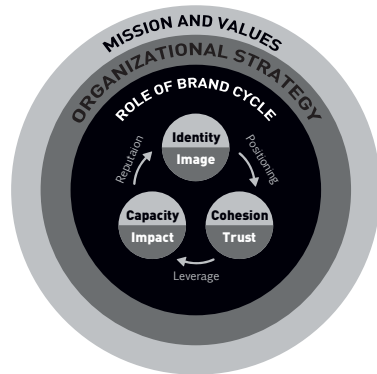 MISSION AND VALUES
ORGANIZATIONAL STRATEGY
ROLE OF BRAND CYCLE
Identity
Image
Reputaion
Positioning
Capacity
Impact
Cohesion
Trust
Leverage